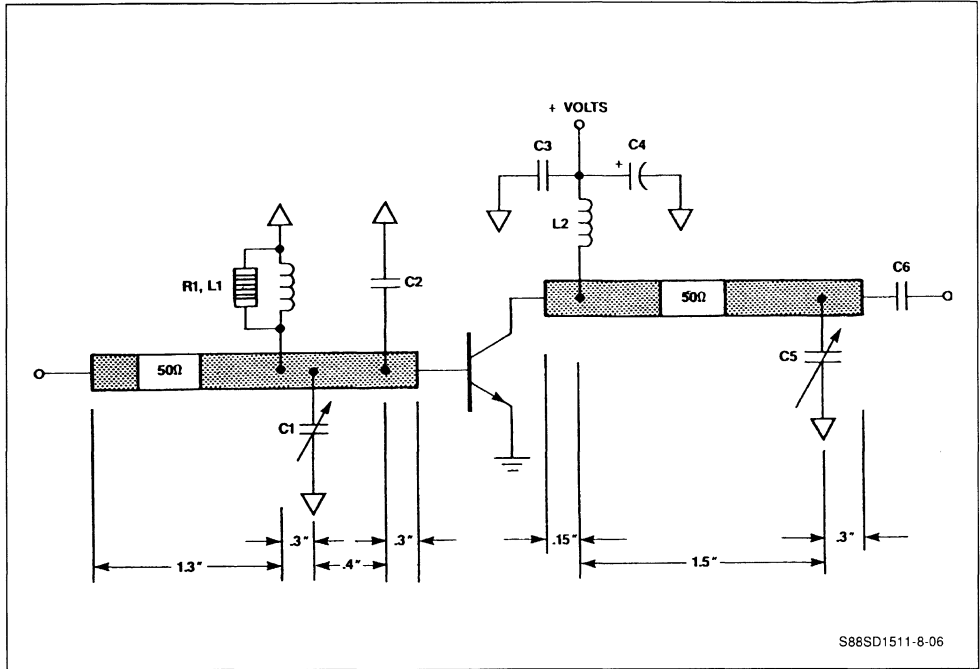 + VOLTS
C3
C4
+
L2
R1, L1
C2
C6
50Ω
50Ω
C5
C1
.3"
.3"
.15"
.3"
1.3"
.4"
1.5"
S88SD1511-8-06